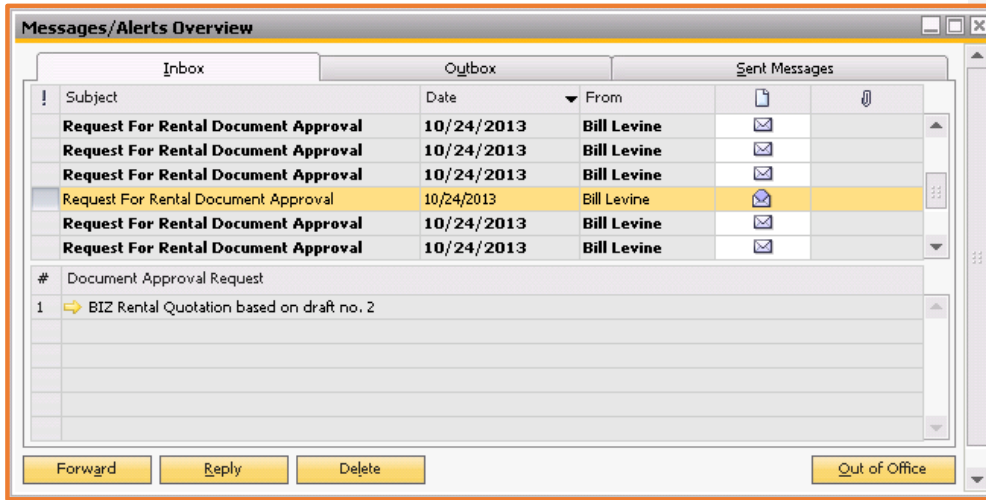 Messages/Alerts Overview
Inbox Outbox Sent Messages
! Subject Date From
Request For Rental Document Approval 10/24/2013 Bill Levine
Request For Rental Document Approval 10/24/2013 Bill Levine
Request For Rental Document Approval 10/24/2013 Bill Levine
Request For Rental Document Approval 10/24/2013 Bill Levine
Request For Rental Document Approval 10/24/2013 Bill Levine
Request For Rental Document Approval 10/24/2013 Bill Levine
# Document Approval Request
1 BIZ Rental Quotation based on draft no. 2
Forward Reply Delete Out of Office